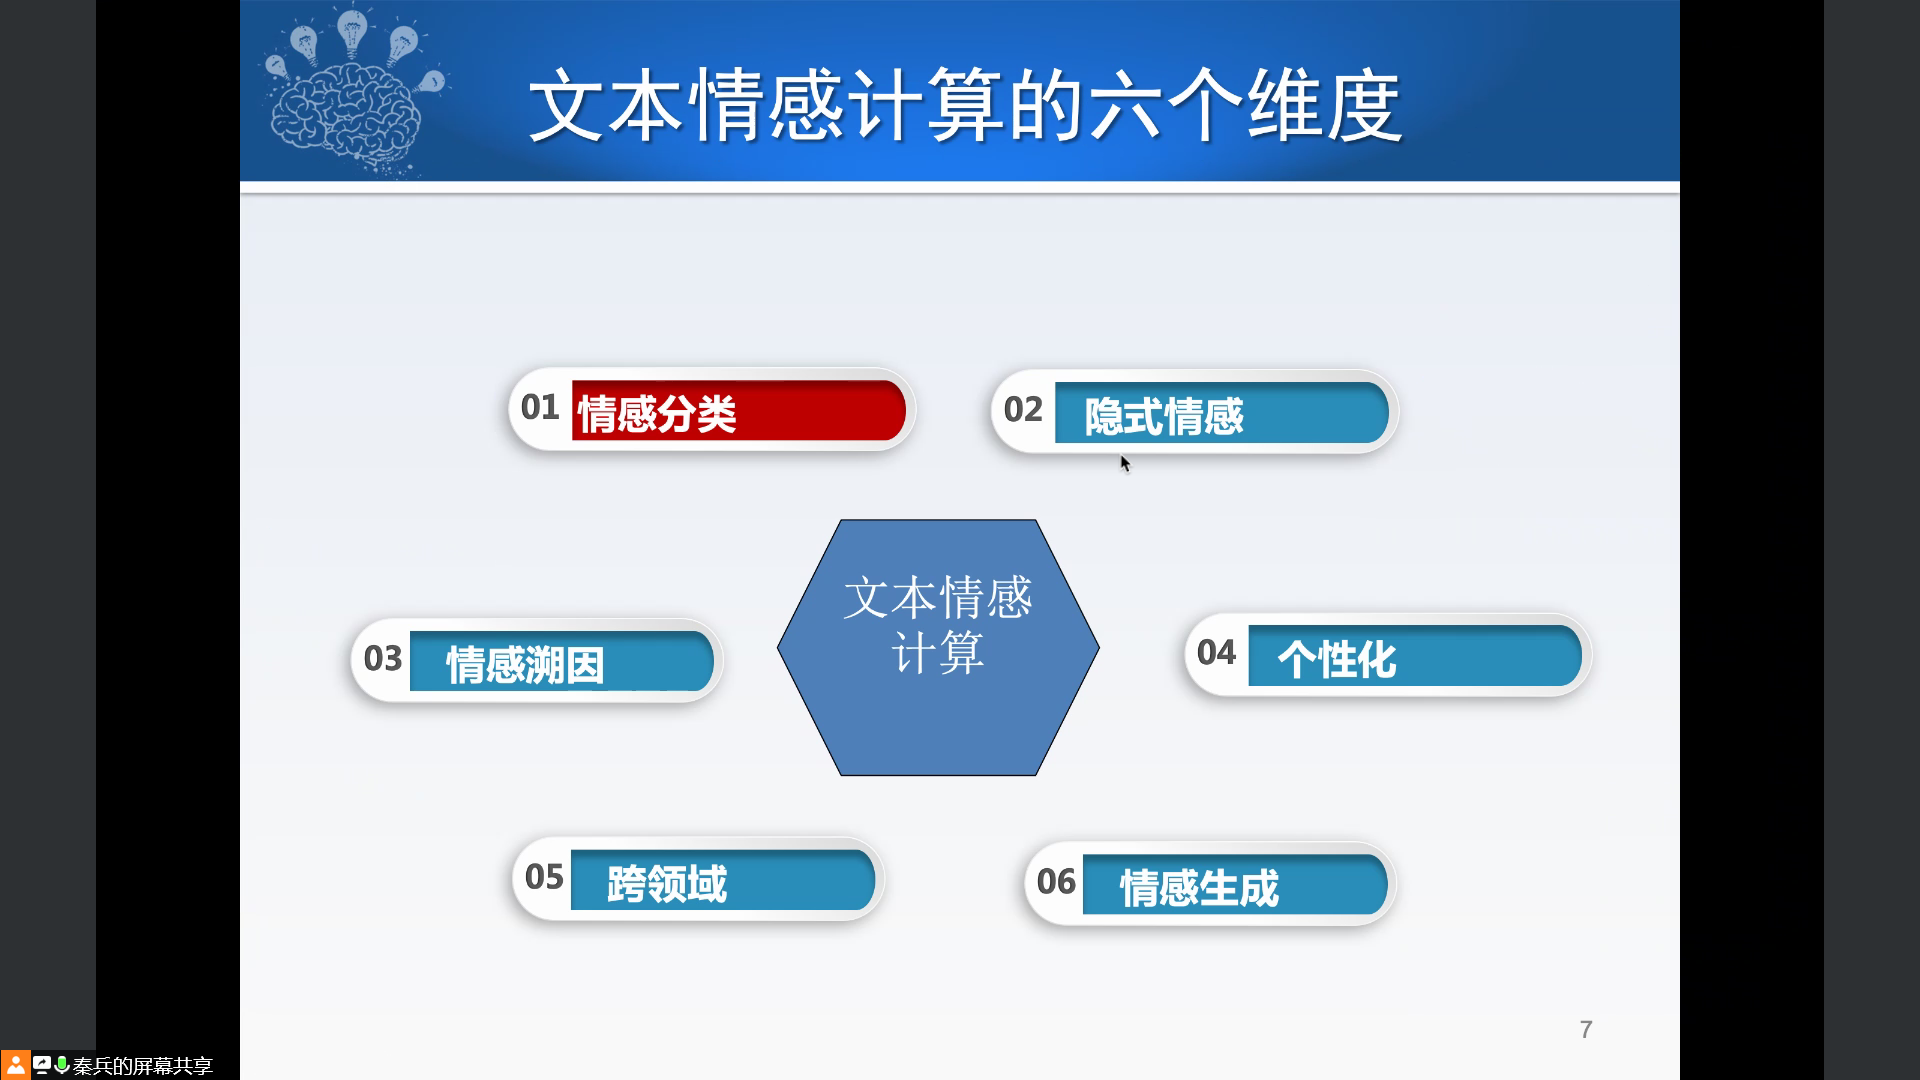 文本情感计算的六个维度
01 情感分类
02 隐式情感
文本情感
计算
03 情感溯因
04 个性化
05 跨领域
06 情感生成
7
秦兵的屏幕共享